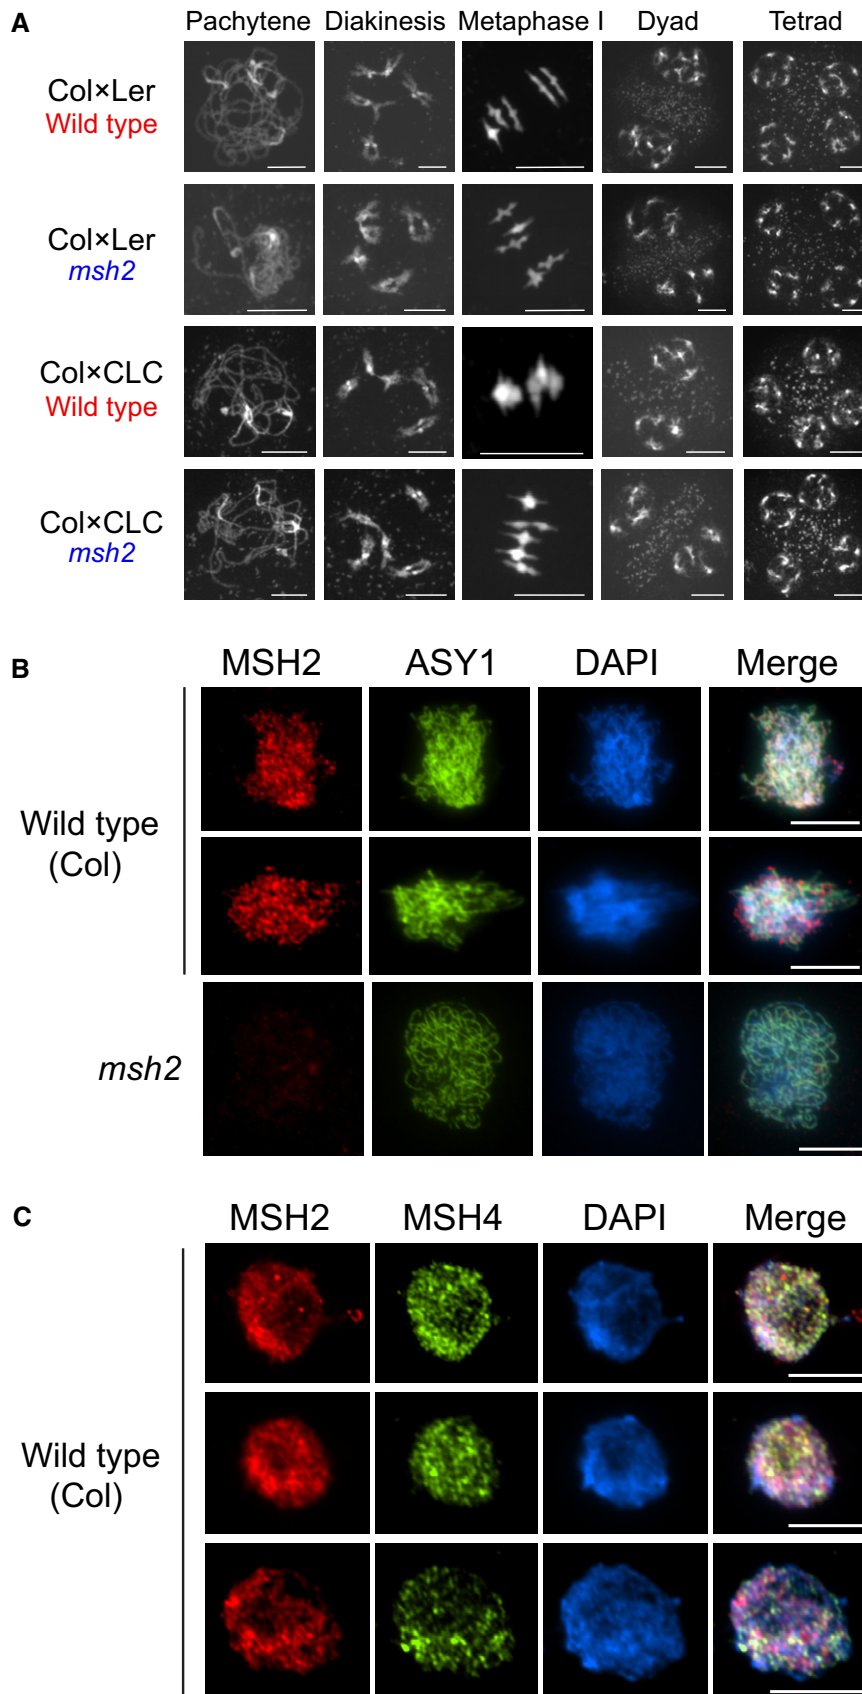 A
Pachytene Diakinesis Metaphase I Dyad Tetrad
Col×Ler
Wild type
Col×Ler
msh2
Col×CLC
Wild type
Col×CLC
msh2
B
MSH2 ASY1 DAPI Merge
Wild type
(Col)
msh2
C
MSH2 MSH4 DAPI Merge
Wild type
(Col)